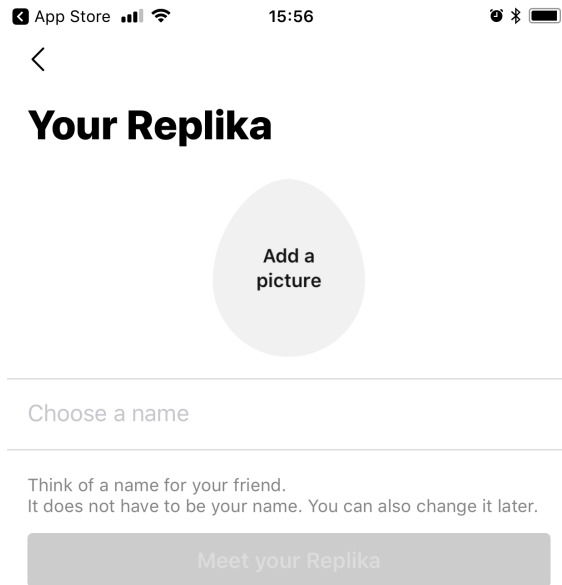 App Store 15:56
Your Replika
Add a
picture
Choose a name
Think of a name for your friend.
It does not have to be your name. You can also change it later.
Meet your Replika